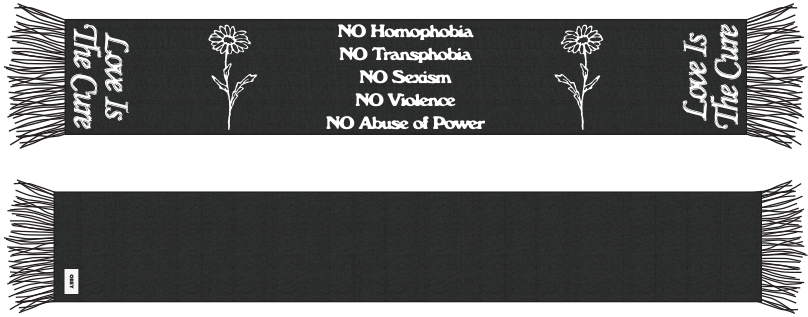 Love Is
The Cure
NO Homophobia
NO Transphobia
NO Sexism
NO Violence
NO Abuse of Power
Love Is
The Cure
OBEY